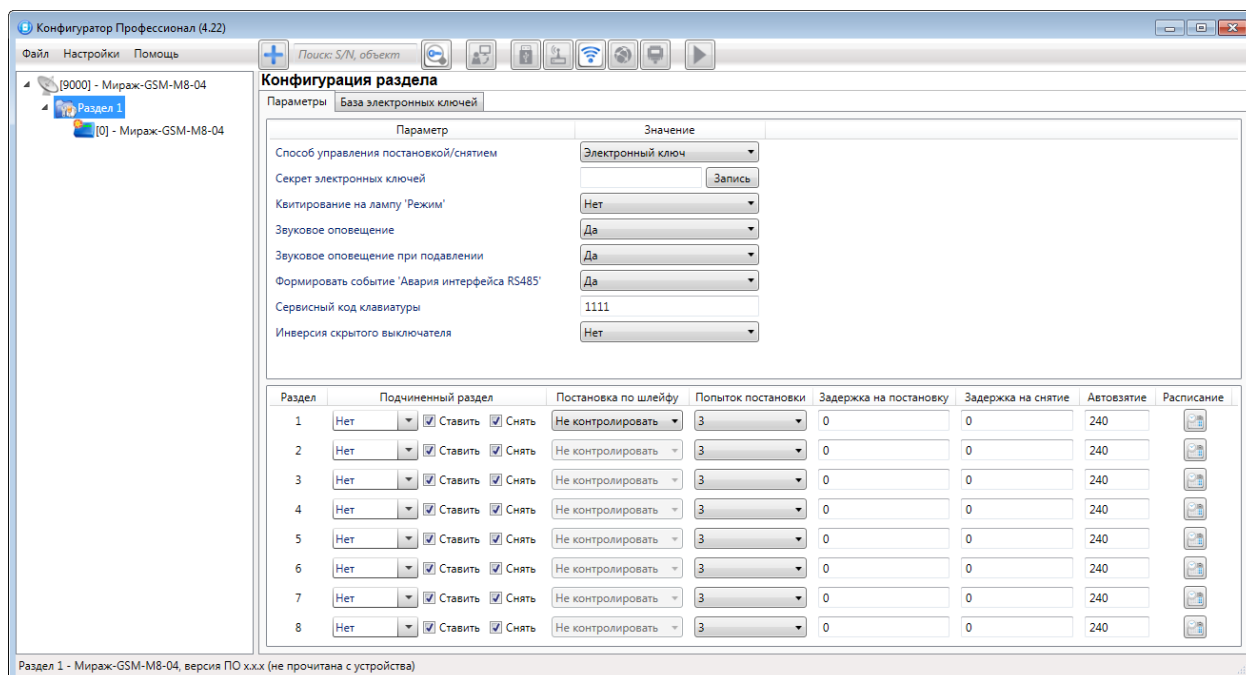 Конфигуратор Профессионал (4.22)
Файл Настройки Помощь Поиск: S/N, объект
[9000] - Мираж-GSM-M8-04
Раздел 1
[0] - Мираж-GSM-M8-04
Конфигурация раздела
Параметры База электронных ключей
Параметр Значение
Способ управления постановкой/снятием Электронный ключ
Секрет электронных ключей Запись
Квитирование на лампу 'Режим' Нет
Звуковое оповещение Да
Звуковое оповещение при подавлении Да
Формировать событие 'Авария интерфейса RS485' Да
Сервисный код клавиатуры 1111
Инверсия скрытого выключателя Нет
Раздел Подчиненный раздел Постановка по шлейфу Попыток постановки Задержка на постановку Задержка на снятие Автовзятие Расписание
1 Нет Ставить Снять Не контролировать 3 0 0 240
2 Нет Ставить Снять Не контролировать 3 0 0 240
3 Нет Ставить Снять Не контролировать 3 0 0 240
4 Нет Ставить Снять Не контролировать 3 0 0 240
5 Нет Ставить Снять Не контролировать 3 0 0 240
6 Нет Ставить Снять Не контролировать 3 0 0 240
7 Нет Ставить Снять Не контролировать 3 0 0 240
8 Нет Ставить Снять Не контролировать 3 0 0 240
Раздел 1 - Мираж-GSM-M8-04, версия ПО x.x.x (не прочитана с устройства)